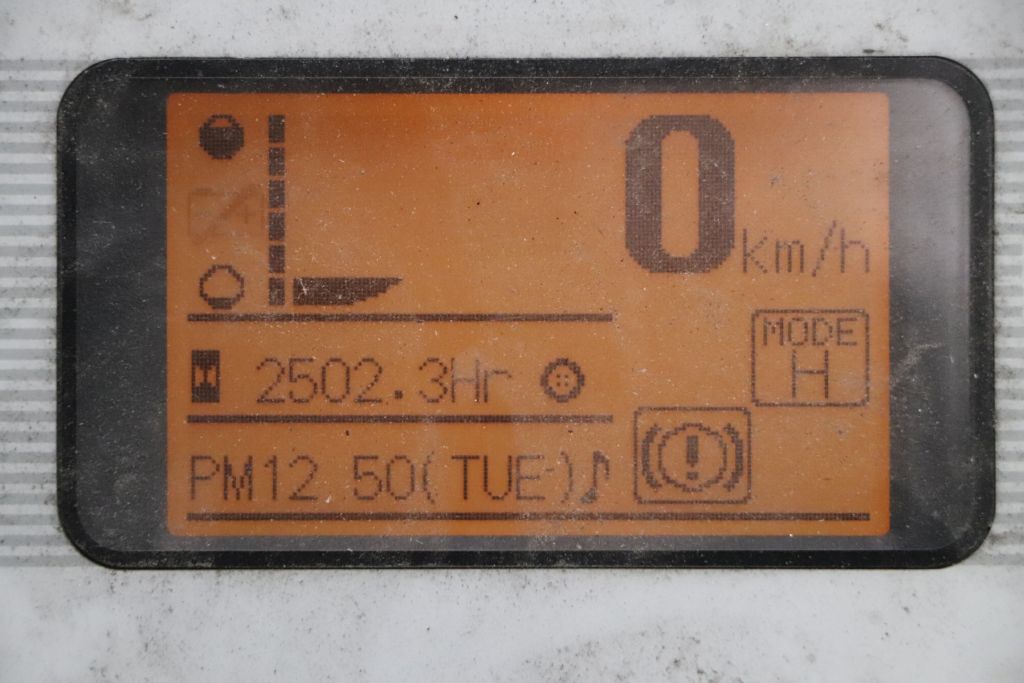 0 km/h
MODE
H
2502.3Hr
PM12 50(TUE)♪